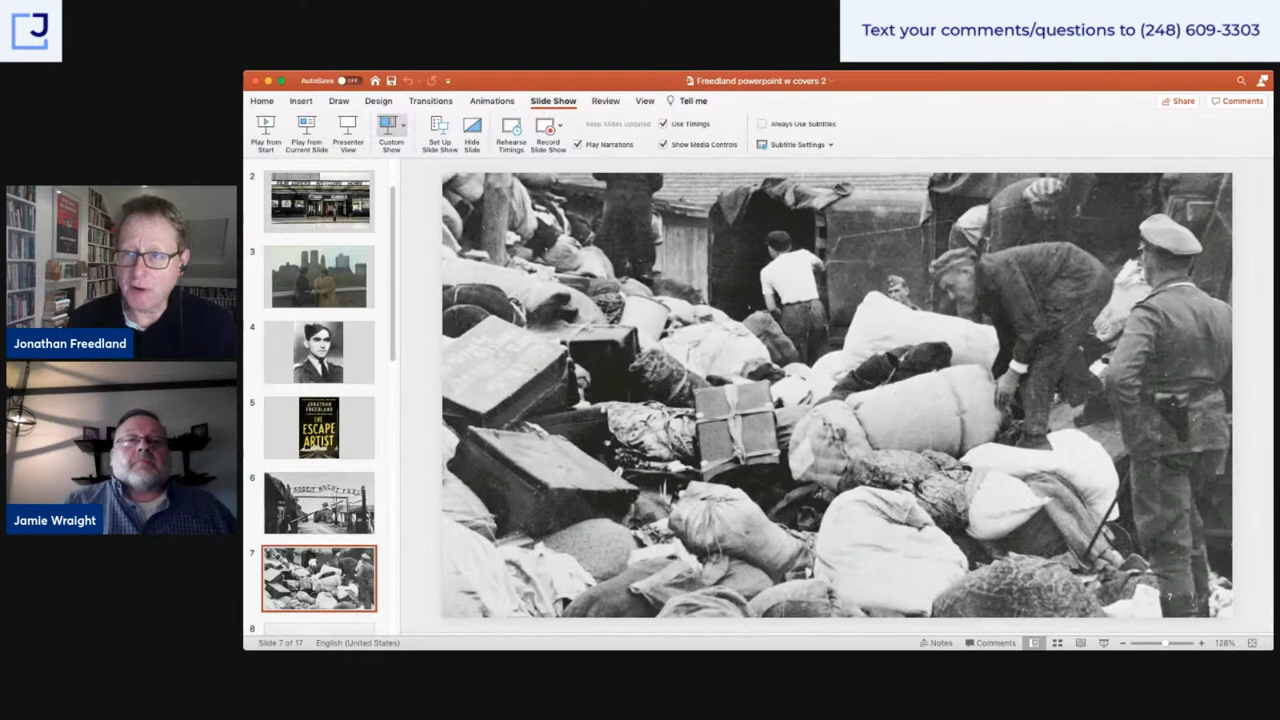 J
Text your comments/questions to (248) 609-3303
AutoSave OFF
Freedland powerpoint w covers 2
Home Insert Draw Design Transitions Animations Slide Show Review View Tell me
Share Comments
Play from Start
Play from Current Slide
Presenter View
Custom Show
Set Up Slide Show
Hide Slide
Rehearse Timings
Record Slide Show
Keep Slides Updated
Use Timings
Play Narrations
Show Media Controls
Always Use Subtitles
Subtitle Settings
2
3
4
5
JONATHAN
FREEDLAND
THE
ESCAPE
ARTIST
6
ARBEIT MACHT FREI
7
8
7
Jonathan Freedland
Jamie Wraight
Slide 7 of 17 English (United States)
Notes Comments 128%